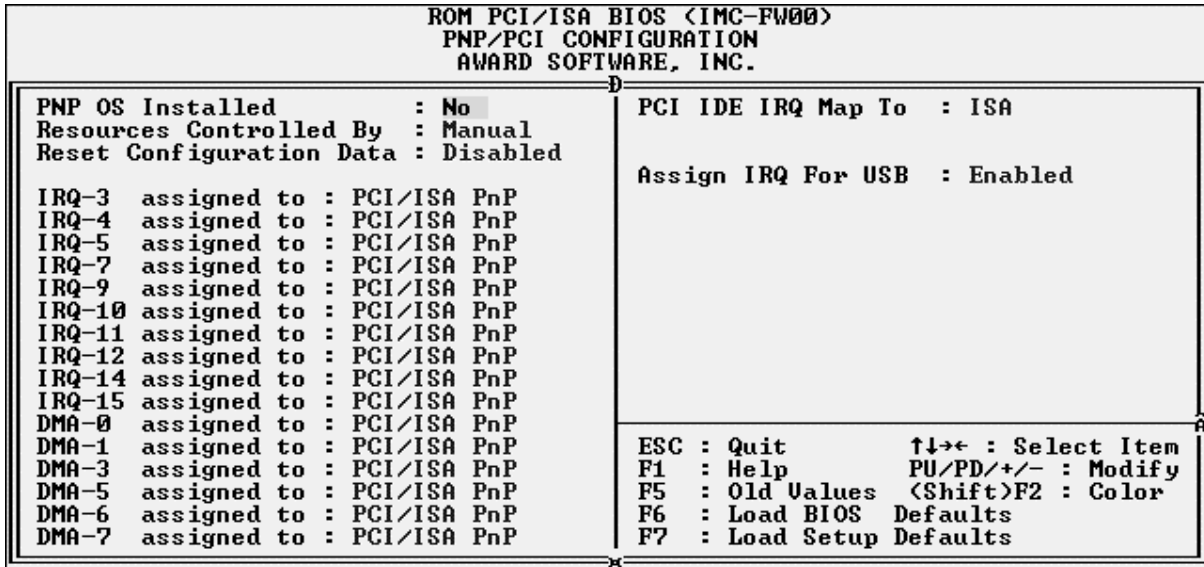 ROM PCI/ISA BIOS (IMC-FW00)
PNP/PCI CONFIGURATION
AWARD SOFTWARE, INC.
PNP OS Installed : No
Resources Controlled By : Manual
Reset Configuration Data : Disabled
IRQ-3 assigned to : PCI/ISA PnP
IRQ-4 assigned to : PCI/ISA PnP
IRQ-5 assigned to : PCI/ISA PnP
IRQ-7 assigned to : PCI/ISA PnP
IRQ-9 assigned to : PCI/ISA PnP
IRQ-10 assigned to : PCI/ISA PnP
IRQ-11 assigned to : PCI/ISA PnP
IRQ-12 assigned to : PCI/ISA PnP
IRQ-14 assigned to : PCI/ISA PnP
IRQ-15 assigned to : PCI/ISA PnP
DMA-0 assigned to : PCI/ISA PnP
DMA-1 assigned to : PCI/ISA PnP
DMA-3 assigned to : PCI/ISA PnP
DMA-5 assigned to : PCI/ISA PnP
DMA-6 assigned to : PCI/ISA PnP
DMA-7 assigned to : PCI/ISA PnP
PCI IDE IRQ Map To : ISA
Assign IRQ For USB : Enabled
ESC : Quit ↑↓→← : Select Item
F1 : Help PU/PD/+/- : Modify
F5 : Old Values (Shift)F2 : Color
F6 : Load BIOS Defaults
F7 : Load Setup Defaults